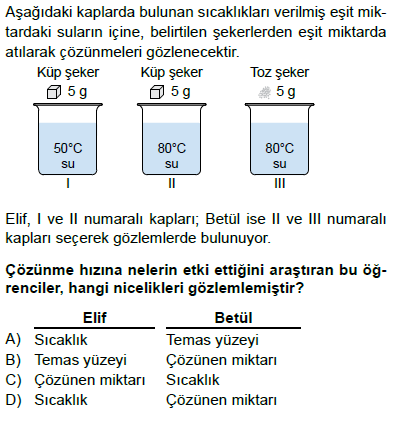 Aşağıdaki kaplarda bulunan sıcaklıkları verilmiş eşit mik-
tardaki suların içine, belirtilen şekerlerden eşit miktarda
atılarak çözünmeleri gözlenecektir.
Küp şeker Küp şeker Toz şeker
5 g 5 g 5 g
50°C 80°C 80°C
su su su
I II III
Elif, I ve II numaralı kapları; Betül ise II ve III numaralı
kapları seçerek gözlemlerde bulunuyor.
Çözünme hızına nelerin etki ettiğini araştıran bu öğ-
renciler, hangi nicelikleri gözlemlemiştir?
Elif Betül
A) Sıcaklık Temas yüzeyi
B) Temas yüzeyi Çözünen miktarı
C) Çözünen miktarı Sıcaklık
D) Sıcaklık Çözünen miktarı